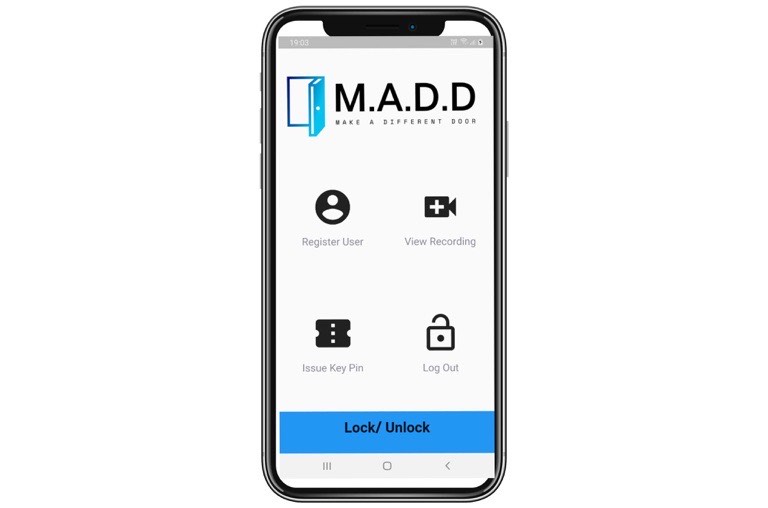 19:03
M.A.D.D
MAKE A DIFFERENT DOOR
Register User
View Recording
Issue Key Pin
Log Out
Lock/ Unlock